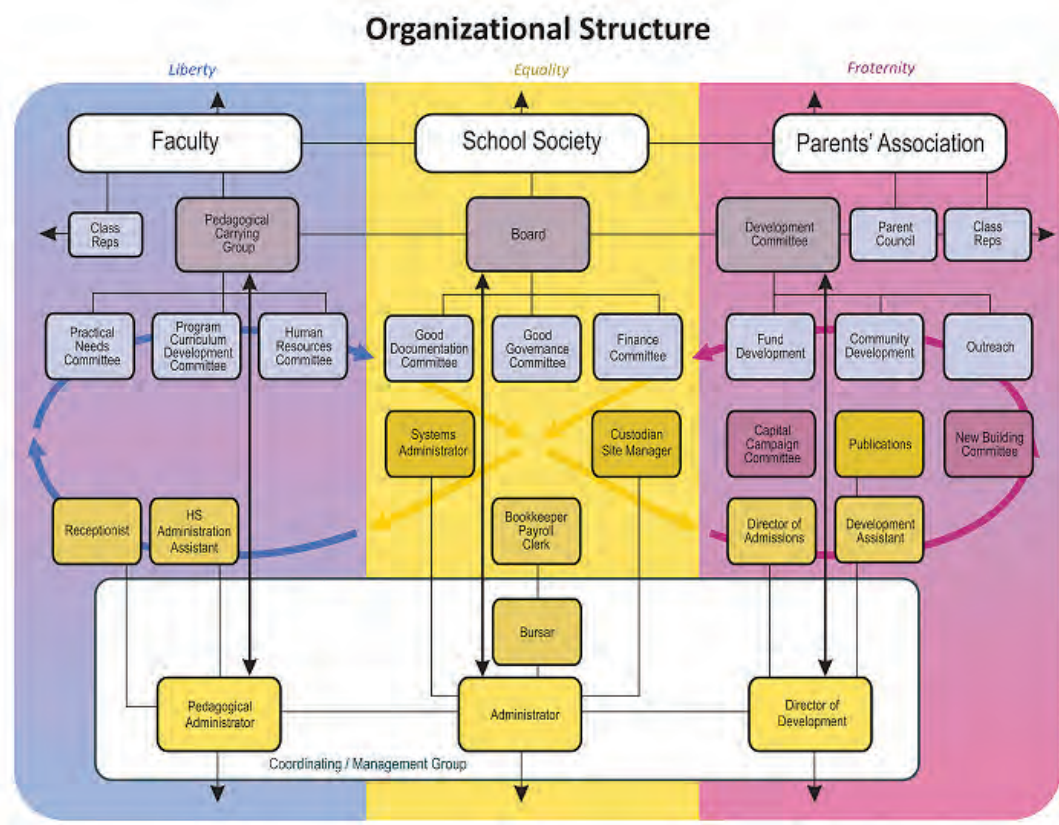 Organizational Structure
Liberty
Equality
Fraternity
Faculty
School Society
Parents' Association
Class
Reps
Pedagogical
Carrying
Group
Board
Development
Committee
Parent
Council
Class
Reps
Practical
Needs
Committee
Program
Curriculum
Development
Committee
Human
Resources
Committee
Good
Documentation
Committee
Good
Governance
Committee
Finance
Committee
Fund
Development
Community
Development
Outreach
Systems
Administrator
Custodian
Site Manager
Capital
Campaign
Committee
Publications
New Building
Committee
Receptionist
HS
Administration
Assistant
Bookkeeper
Payroll
Clerk
Director of
Admissions
Development
Assistant
Bursar
Pedagogical
Administrator
Administrator
Director of
Development
Coordinating / Management Group